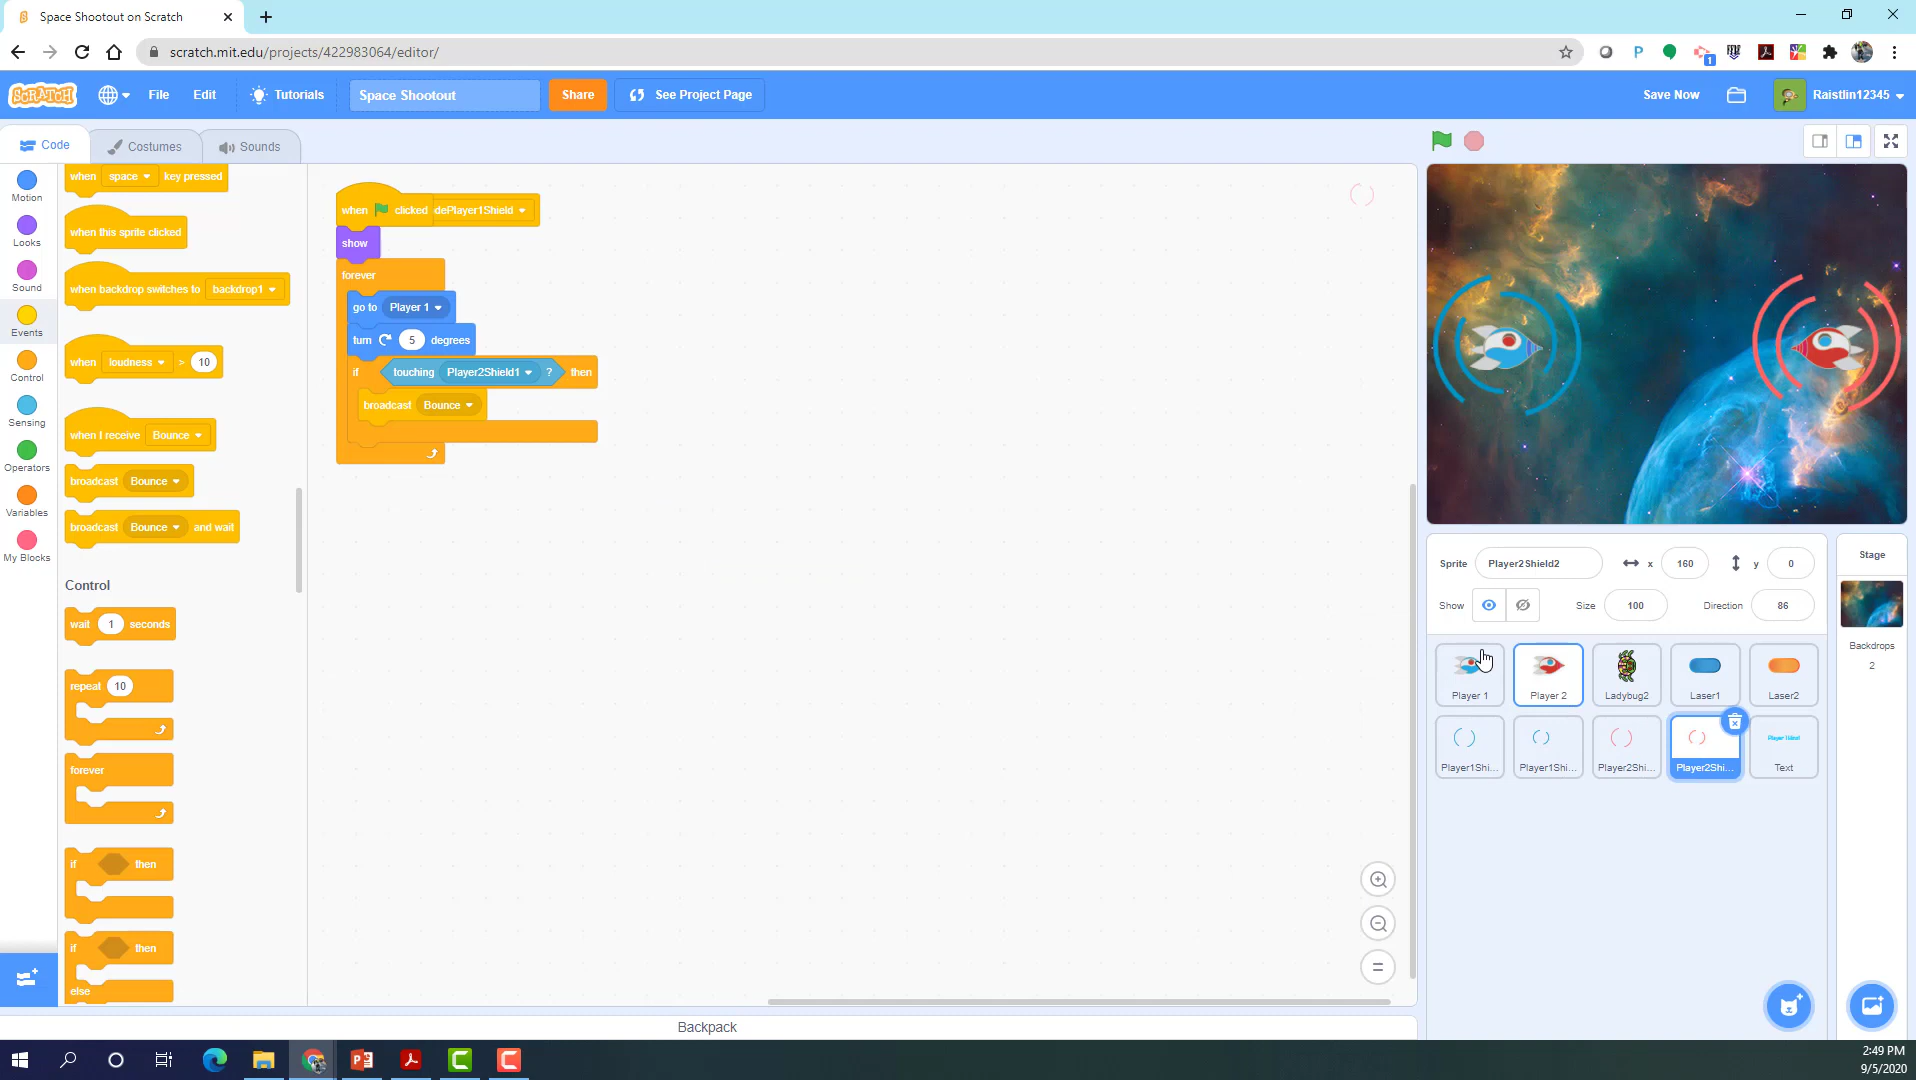 Space Shootout on Scratch
scratch.mit.edu/projects/422983064/editor/
1
SCRATCH
File
Edit
Tutorials
Space Shootout
Share
See Project Page
Save Now
Raistlin12345
Code
Costumes
Sounds
Motion
Looks
Sound
Events
Control
Sensing
Operators
Variables
My Blocks
when space key pressed
when this sprite clicked
when backdrop switches to backdrop1
when loudness > 10
when I receive Bounce
broadcast Bounce
broadcast Bounce and wait
Control
wait 1 seconds
repeat 10
forever
if then
if then
else
when clicked dePlayer1Shield
show
forever
go to Player 1
turn 5 degrees
if touching Player2Shield1 ? then
broadcast Bounce
Backpack
Sprite Player2Shield2 x 160 y 0
Show Size 100 Direction 86
Player 1
Player 2
Ladybug2
Laser1
Laser2
Player1Shi...
Player1Shi...
Player2Shi...
Player2Shi...
Text
Stage
Backdrops
2
2:49 PM
9/5/2020